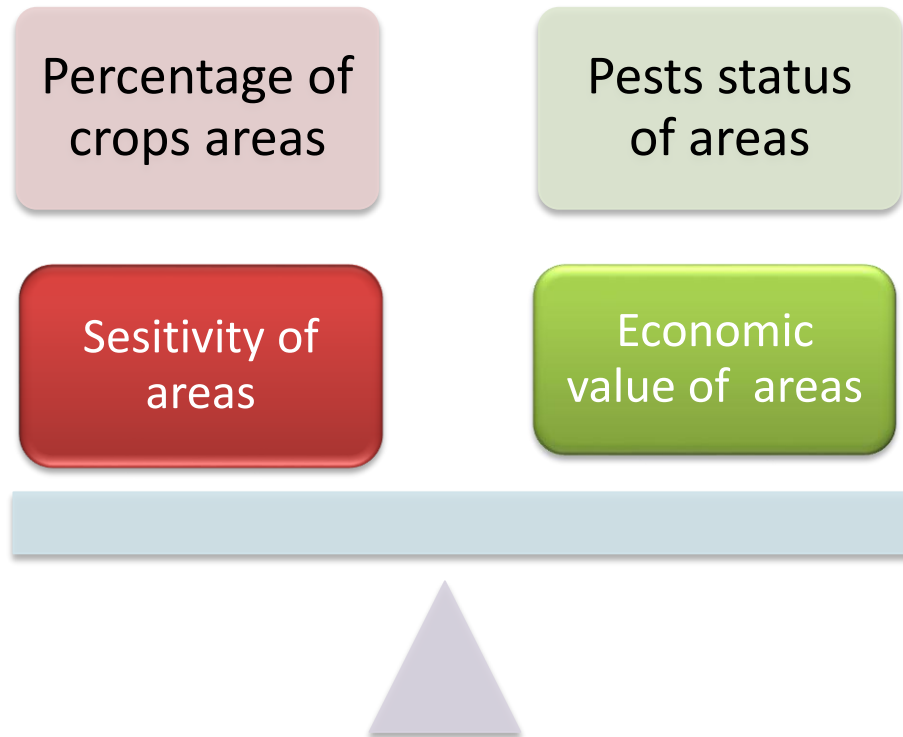 Percentage of
crops areas
Pests status
of areas
Sesitivity of
areas
Economic
value of  areas